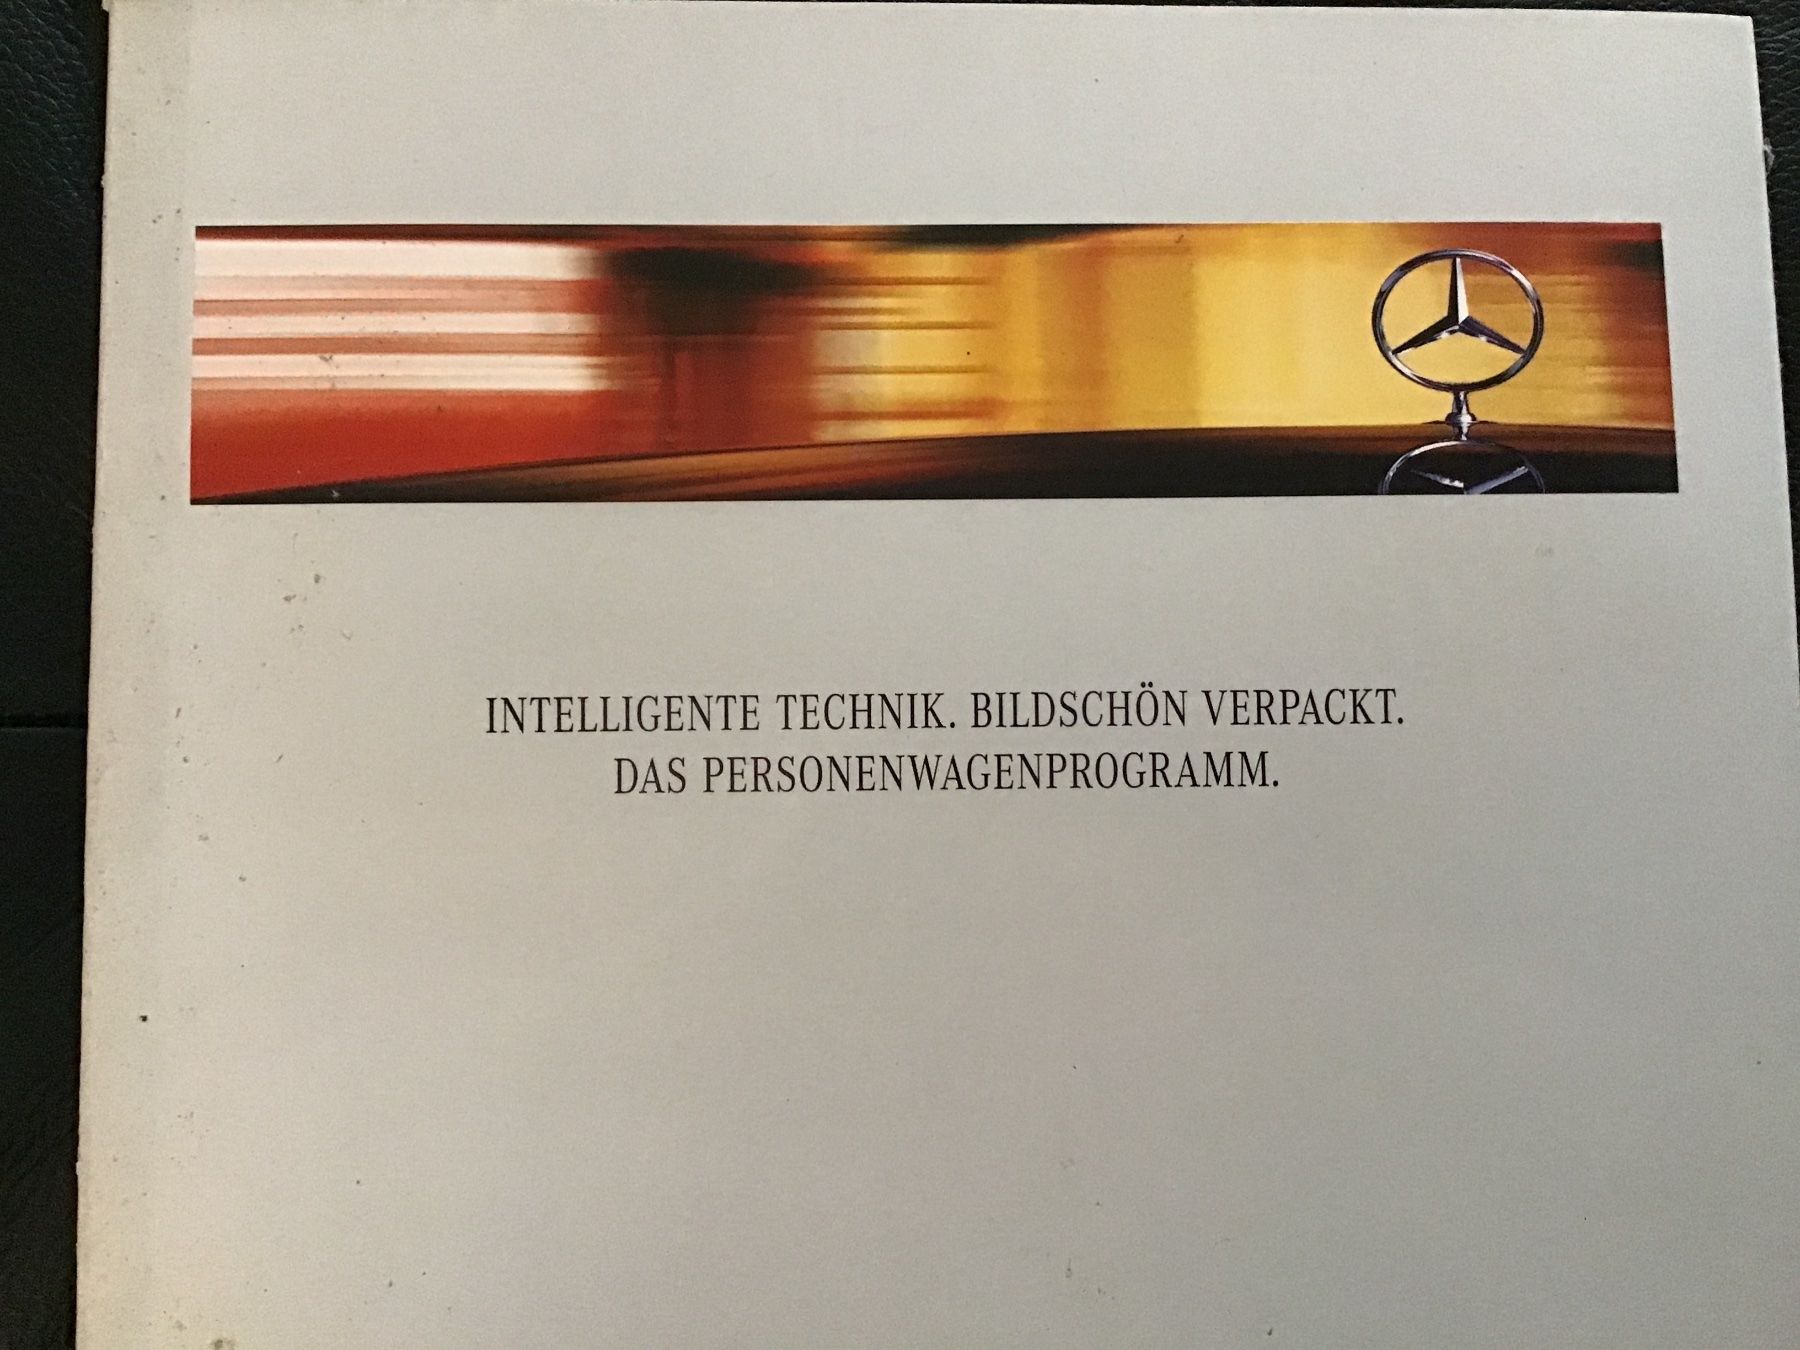 INTELLIGENTE TECHNIK. BILDSCHÖN VERPACKT.
DAS PERSONENWAGENPROGRAMM.